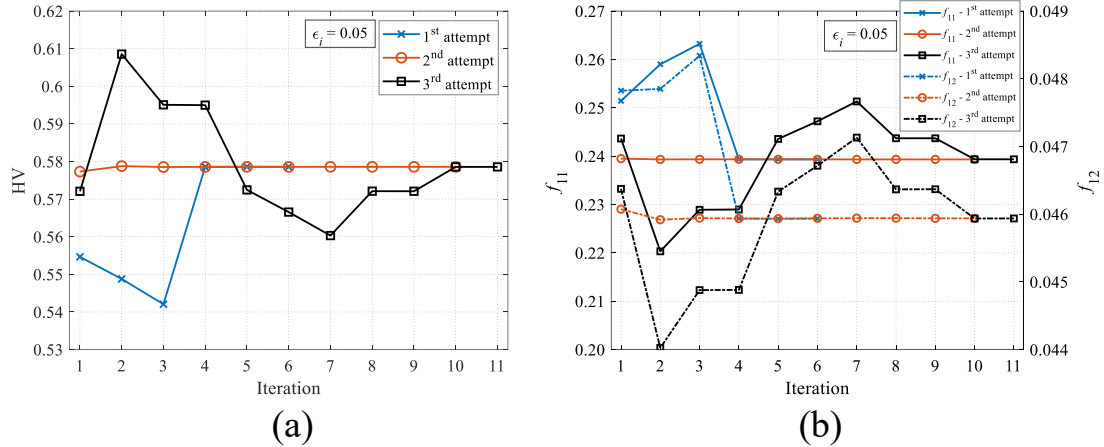 0.62
0.61
0.6
0.58
0.57
0.55
0.54
0.53
HV
ϵᵢ = 0.05
1ˢᵗ attempt
2ⁿᵈ attempt
3ʳᵈ attempt
1 2 3 4 5 6 7 8 9 10 11
Iteration
(a)
0.27
0.26
0.25
0.24
0.23
0.22
0.21
0.20
f₁₁
ϵᵢ = 0.05
f₁₁ - 1ˢᵗ attempt
f₁₁ - 2ⁿᵈ attempt
f₁₁ - 3ʳᵈ attempt
f₁₂ - 1ˢᵗ attempt
f₁₂ - 2ⁿᵈ attempt
f₁₂ - 3ʳᵈ attempt
0.049
0.048
0.047
0.046
0.045
0.044
f₁₂
1 2 3 4 5 6 7 8 9 10 11
Iteration
(b)